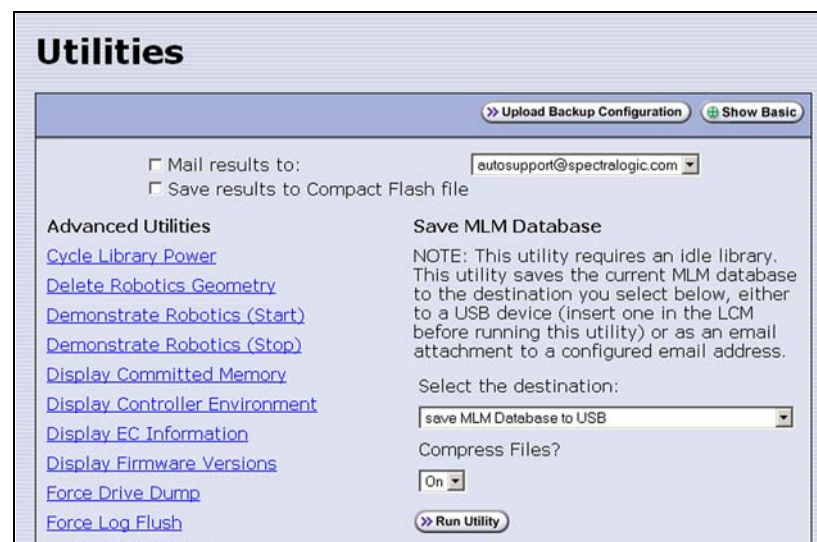 Utilities
Upload Backup Configuration
Show Basic
Mail results to:
autosupport@spectralogic.com
Save results to Compact Flash file
Advanced Utilities
Cycle Library Power
Delete Robotics Geometry
Demonstrate Robotics (Start)
Demonstrate Robotics (Stop)
Display Committed Memory
Display Controller Environment
Display EC Information
Display Firmware Versions
Force Drive Dump
Force Log Flush
Save MLM Database
NOTE: This utility requires an idle library.
This utility saves the current MLM database
to the destination you select below, either
to a USB device (insert one in the LCM
before running this utility) or as an email
attachment to a configured email address.
Select the destination:
save MLM Database to USB
Compress Files?
On
Run Utility